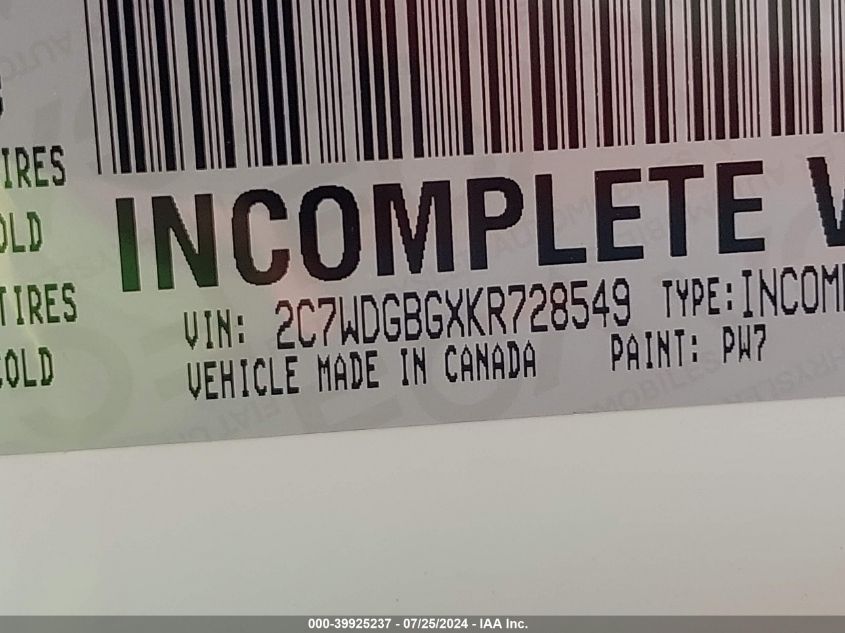 TIRES
OLD
INCOMPLETE V
TIRES
VIN: 2C7WDGBGXKR728549 TYPE:INCOM
COLD
VEHICLE MADE IN CANADA PAINT: PW7
000-39925237 - 07/25/2024 - IAA Inc.